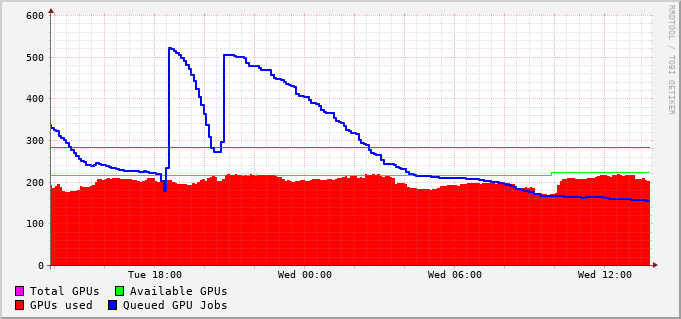 600
500
400
300
200
100
0
Tue 18:00 Wed 00:00 Wed 06:00 Wed 12:00
Total GPUs Available GPUs
GPUs used Queued GPU Jobs
RRDTOOL / TOBI OETIKER